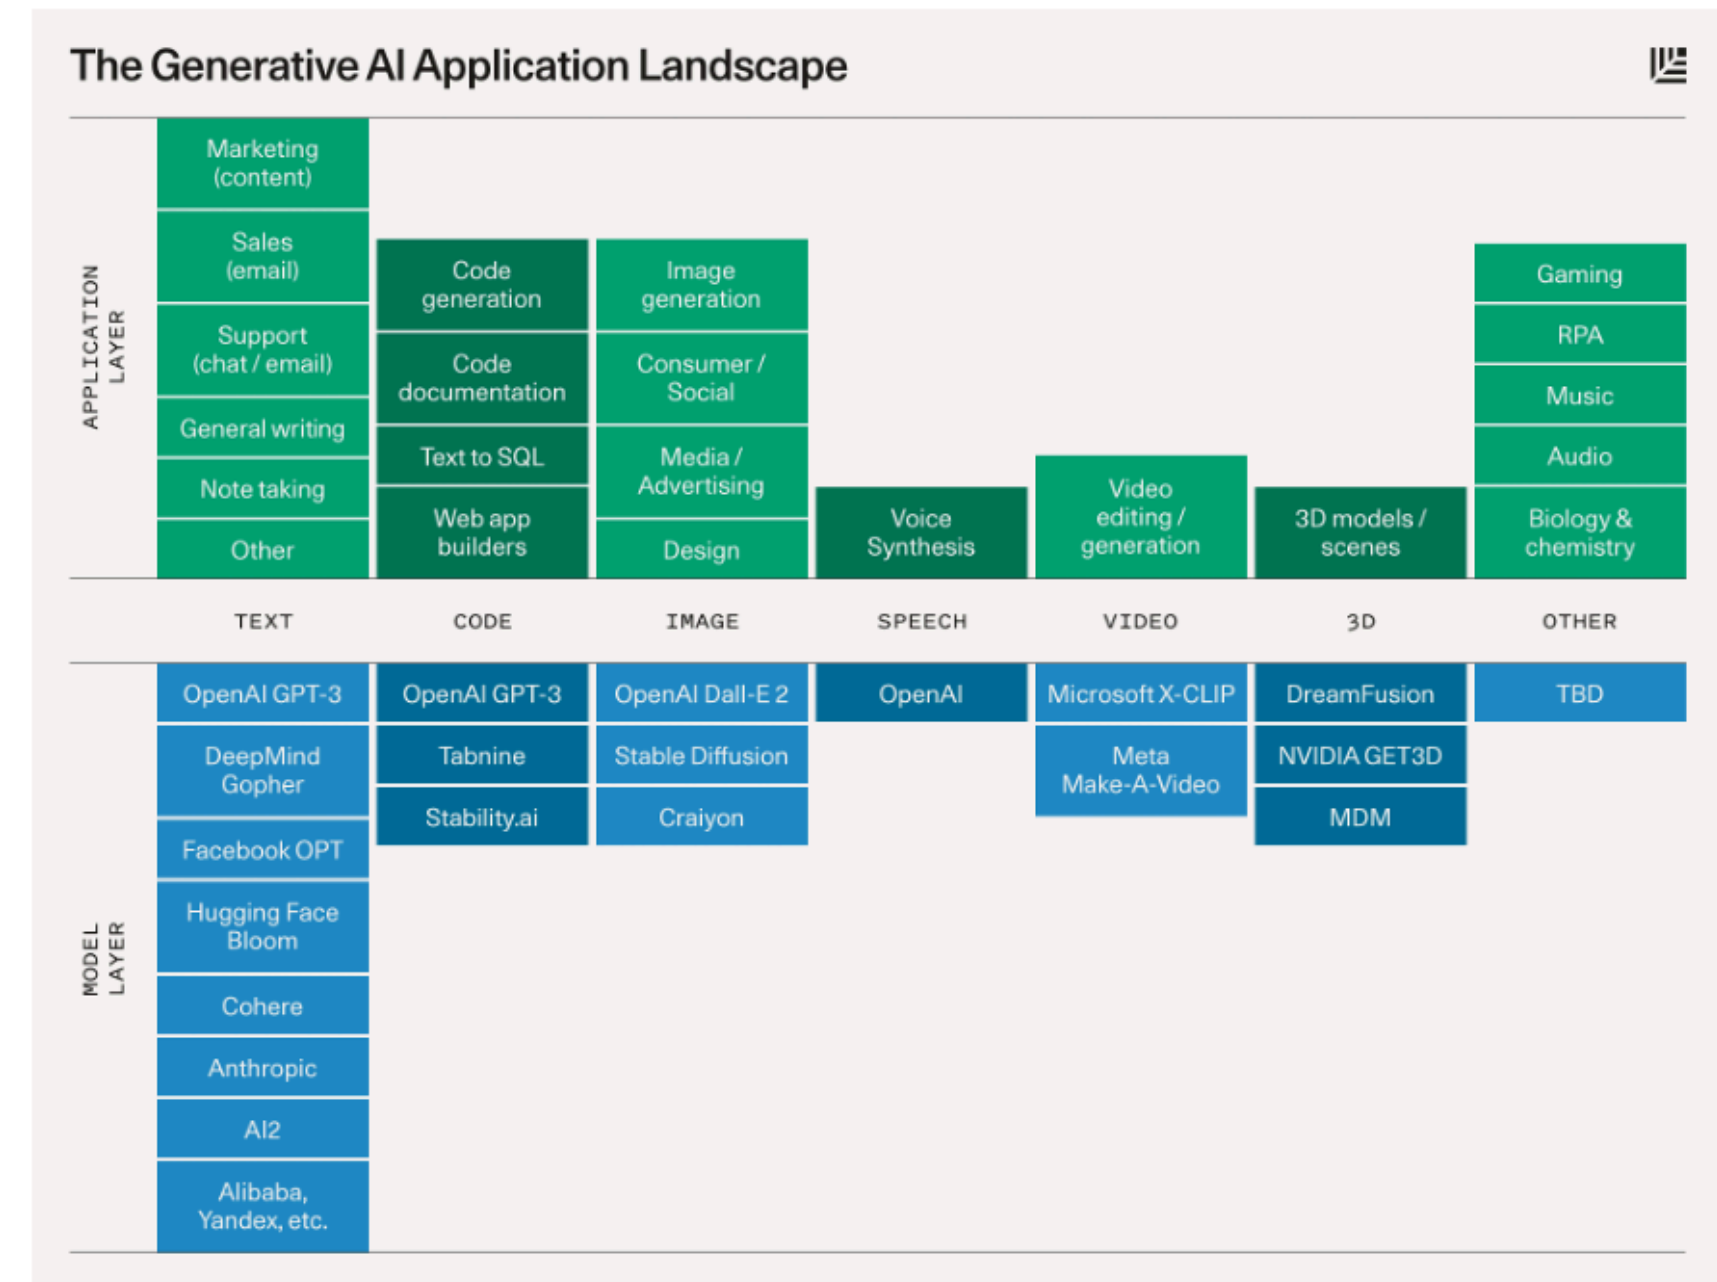 The Generative AI Application Landscape
APPLICATION
LAYER
Marketing
(content)
Sales
(email)
Support
(chat / email)
General writing
Note taking
Other
Code
generation
Code
documentation
Text to SQL
Web app
builders
Image
generation
Consumer /
Social
Media /
Advertising
Design
Voice
Synthesis
Video
editing /
generation
3D models /
scenes
Gaming
RPA
Music
Audio
Biology &
chemistry
TEXT
CODE
IMAGE
SPEECH
VIDEO
3D
OTHER
MODEL
LAYER
OpenAI GPT-3
DeepMind
Gopher
Facebook OPT
Hugging Face
Bloom
Cohere
Anthropic
AI2
Alibaba,
Yandex, etc.
OpenAI GPT-3
Tabnine
Stability.ai
OpenAI Dall-E 2
Stable Diffusion
Craiyon
OpenAI
Microsoft X-CLIP
Meta
Make-A-Video
DreamFusion
NVIDIA GET3D
MDM
TBD